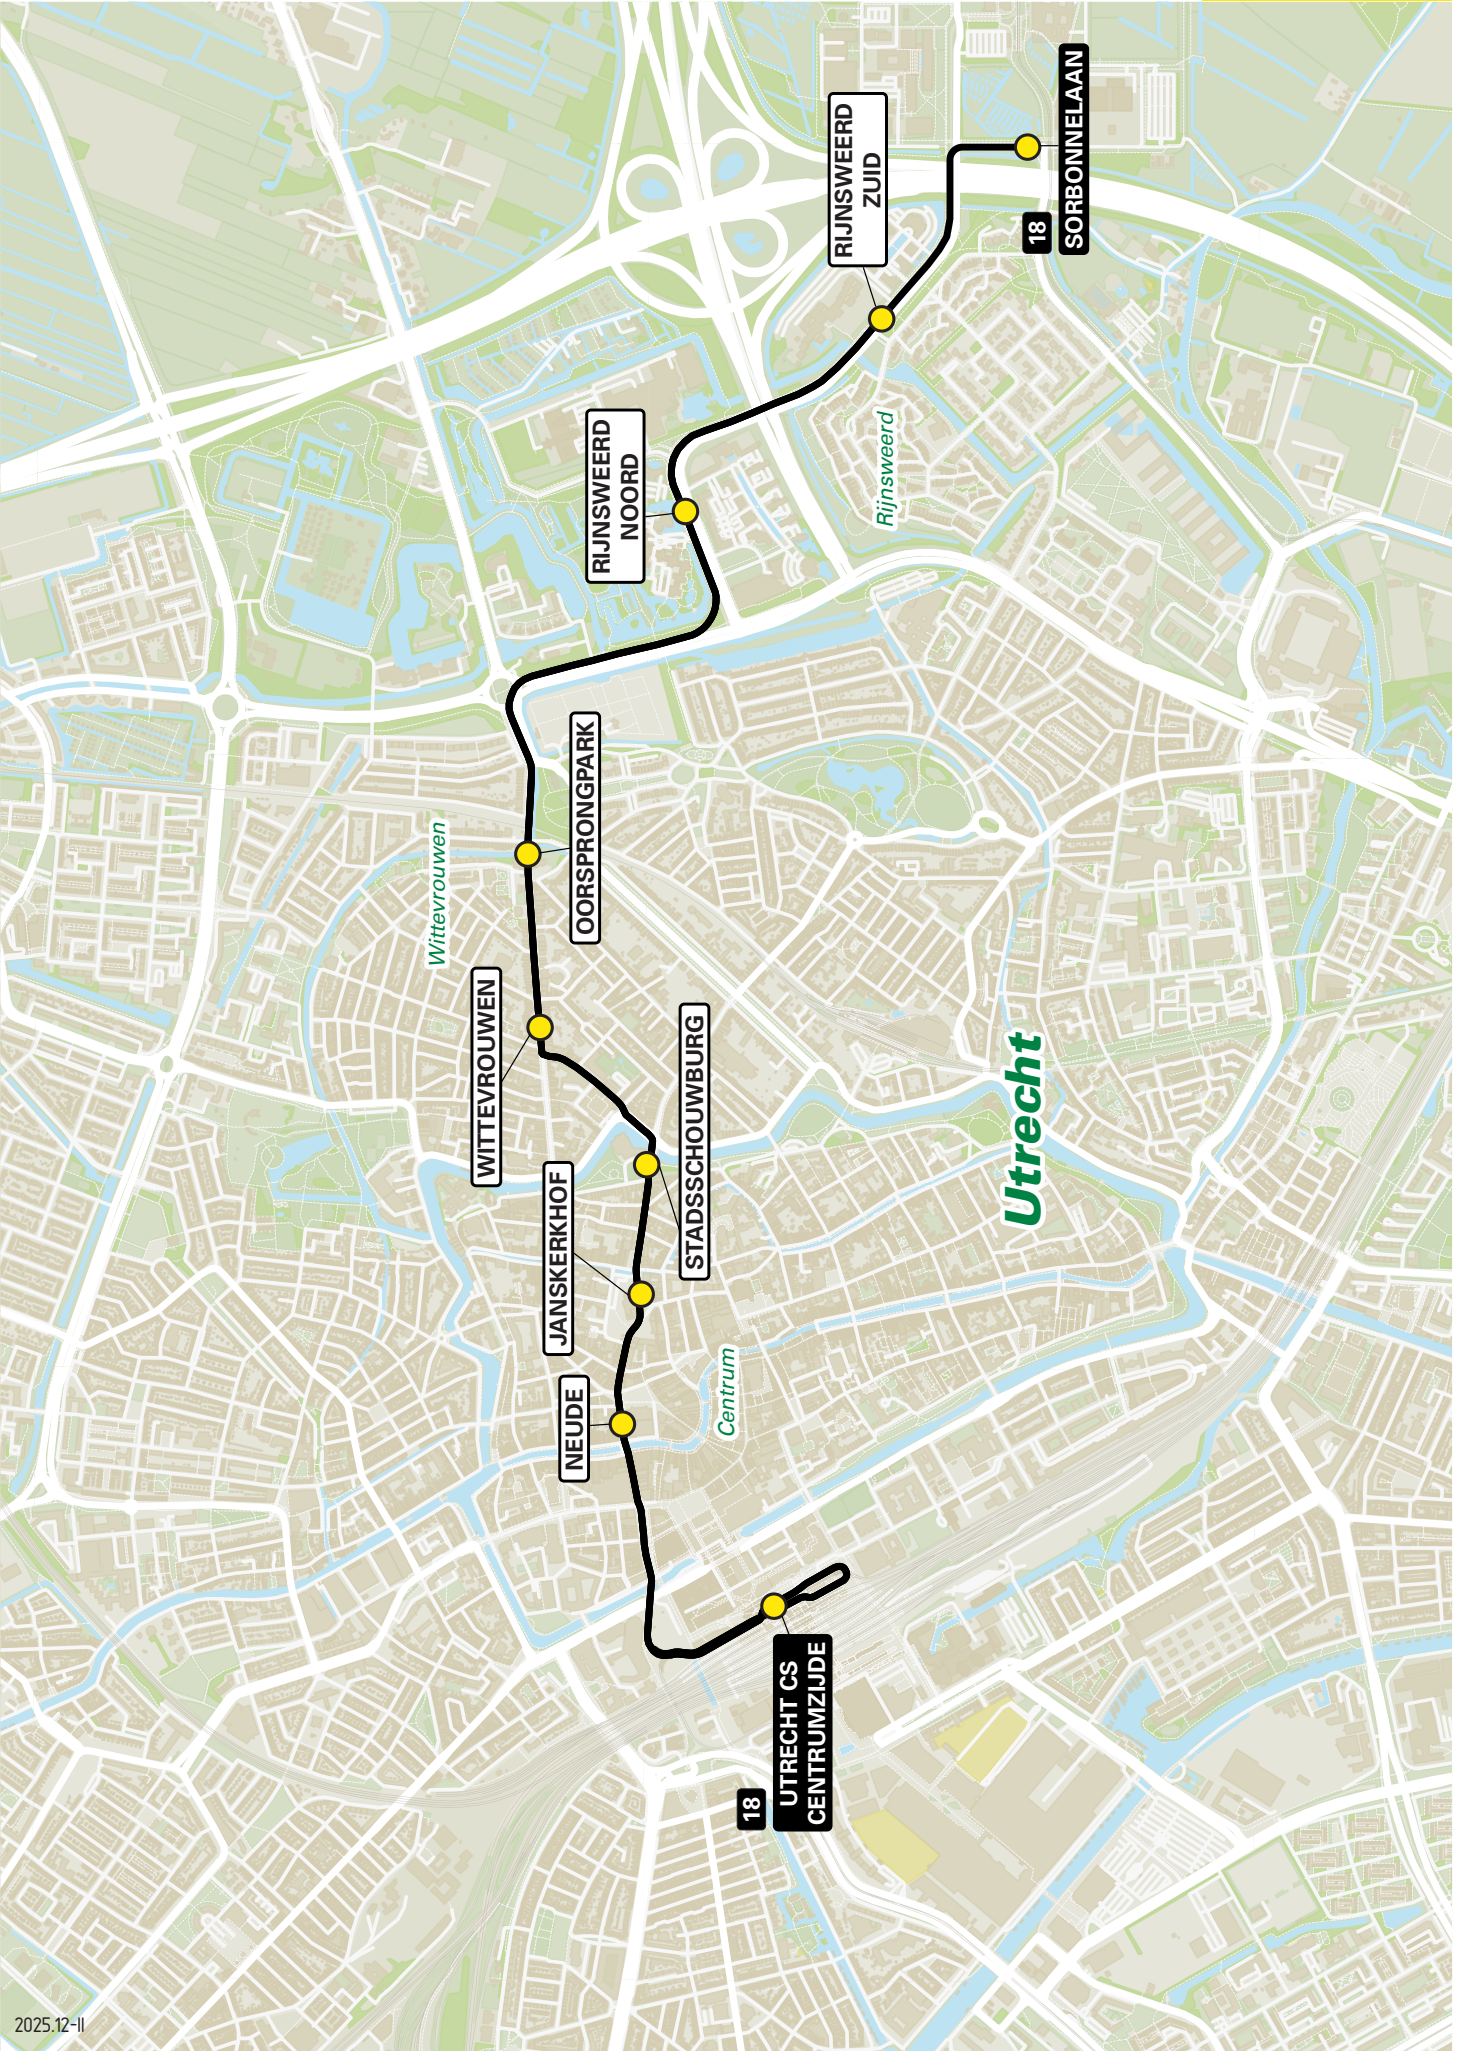 RIJNSWEERD
ZUID
18
SORBONNELAAN
RIJNSWEERD
NOORD
Rijnsweerd
OORSPRONGPARK
Wittevrouwen
WITTEVROUWEN
STADSSCHOUWBURG
Utrecht
JANSKERKHOF
NEUDE
Centrum
18
UTRECHT CS
CENTRUMZIJDE
2025.12-II